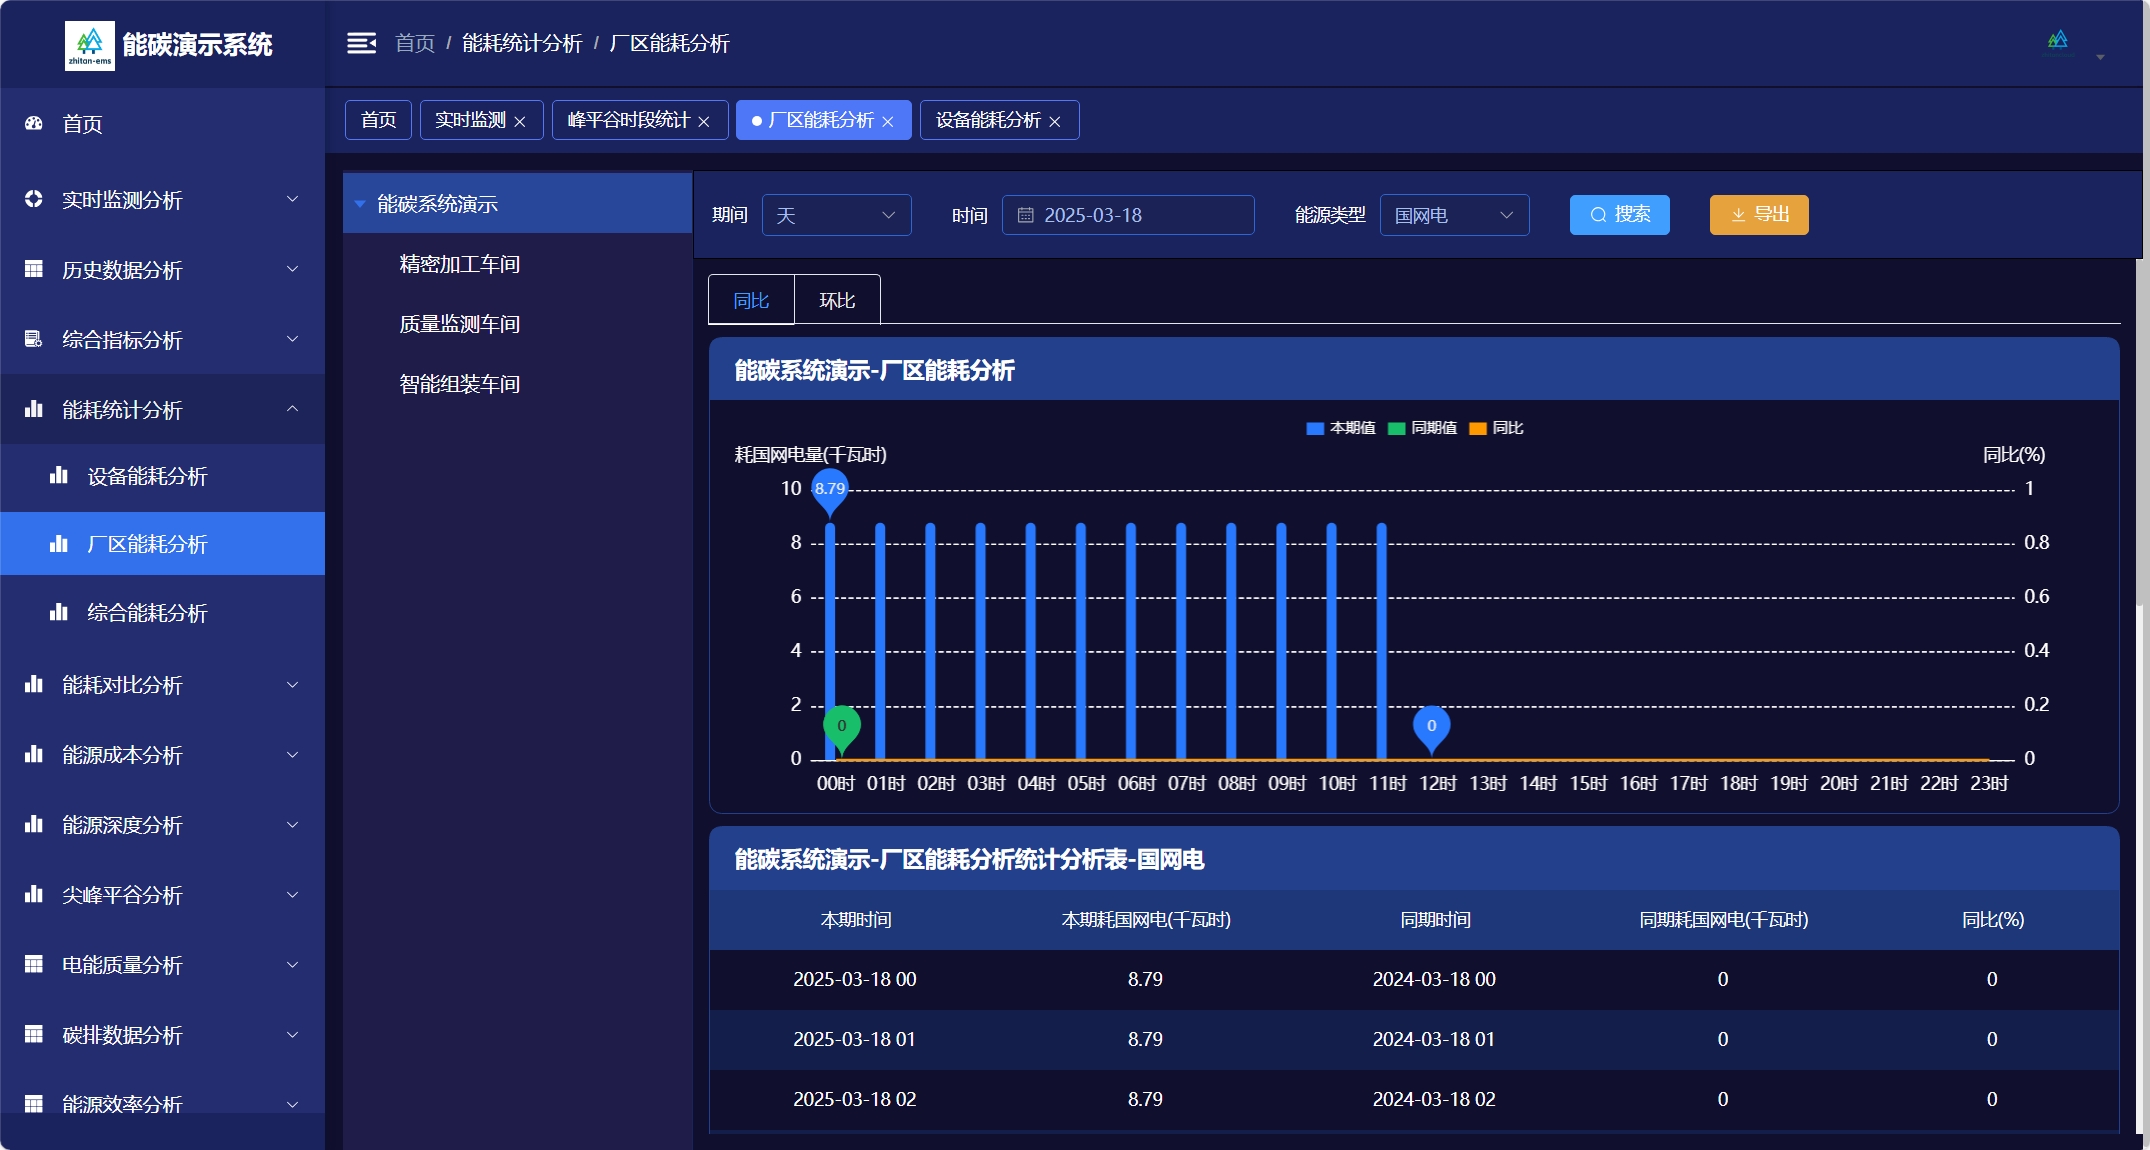 zhitan-ems
能碳演示系统
首页 / 能耗统计分析 / 厂区能耗分析
首页
实时监测
峰平谷时段统计
厂区能耗分析
设备能耗分析
首页
实时监测分析
历史数据分析
综合指标分析
能耗统计分析
设备能耗分析
厂区能耗分析
综合能耗分析
能耗对比分析
能源成本分析
能源深度分析
尖峰平谷分析
电能质量分析
碳排数据分析
能源效率分析
能碳系统演示
精密加工车间
质量监测车间
智能组装车间
期间 天 时间 2025-03-18 能源类型 国网电 搜索 导出
同比 环比
能碳系统演示-厂区能耗分析
本期值 同期值 同比
耗国网电量(千瓦时) 同比(%)
10 8.79 1
8 0.8
6 0.6
4 0.4
2 0.2
0 0
0 0
00时 01时 02时 03时 04时 05时 06时 07时 08时 09时 10时 11时 12时 13时 14时 15时 16时 17时 18时 19时 20时 21时 22时 23时
能碳系统演示-厂区能耗分析统计分析表-国网电
本期时间 本期耗国网电(千瓦时) 同期时间 同期耗国网电(千瓦时) 同比(%)
2025-03-18 00 8.79 2024-03-18 00 0 0
2025-03-18 01 8.79 2024-03-18 01 0 0
2025-03-18 02 8.79 2024-03-18 02 0 0